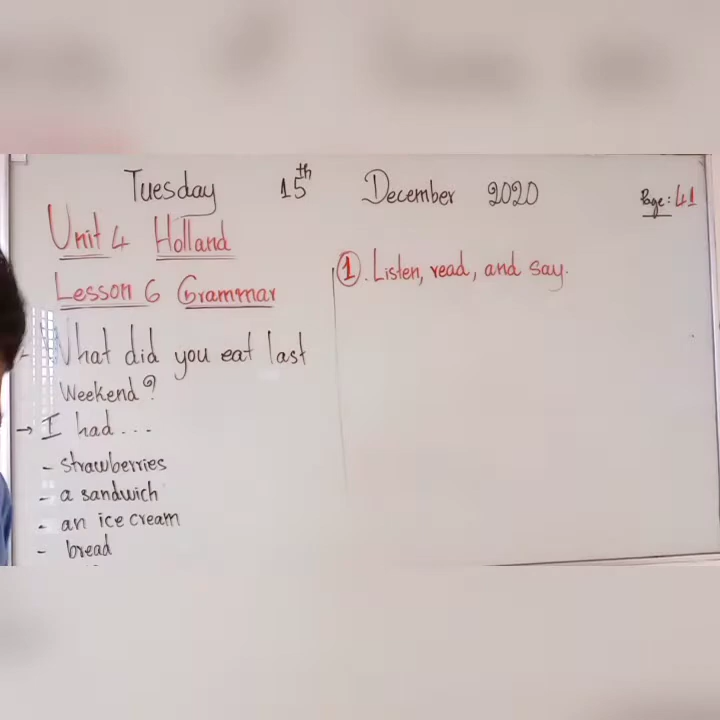 Tuesday 15th December 2020
Page: 41
Unit 4 Holland
Lesson 6 Grammar
- What did you eat last
weekend?
→ I had...
- strawberries
- a sandwich
- an ice cream
- bread
1. Listen, read, and say.